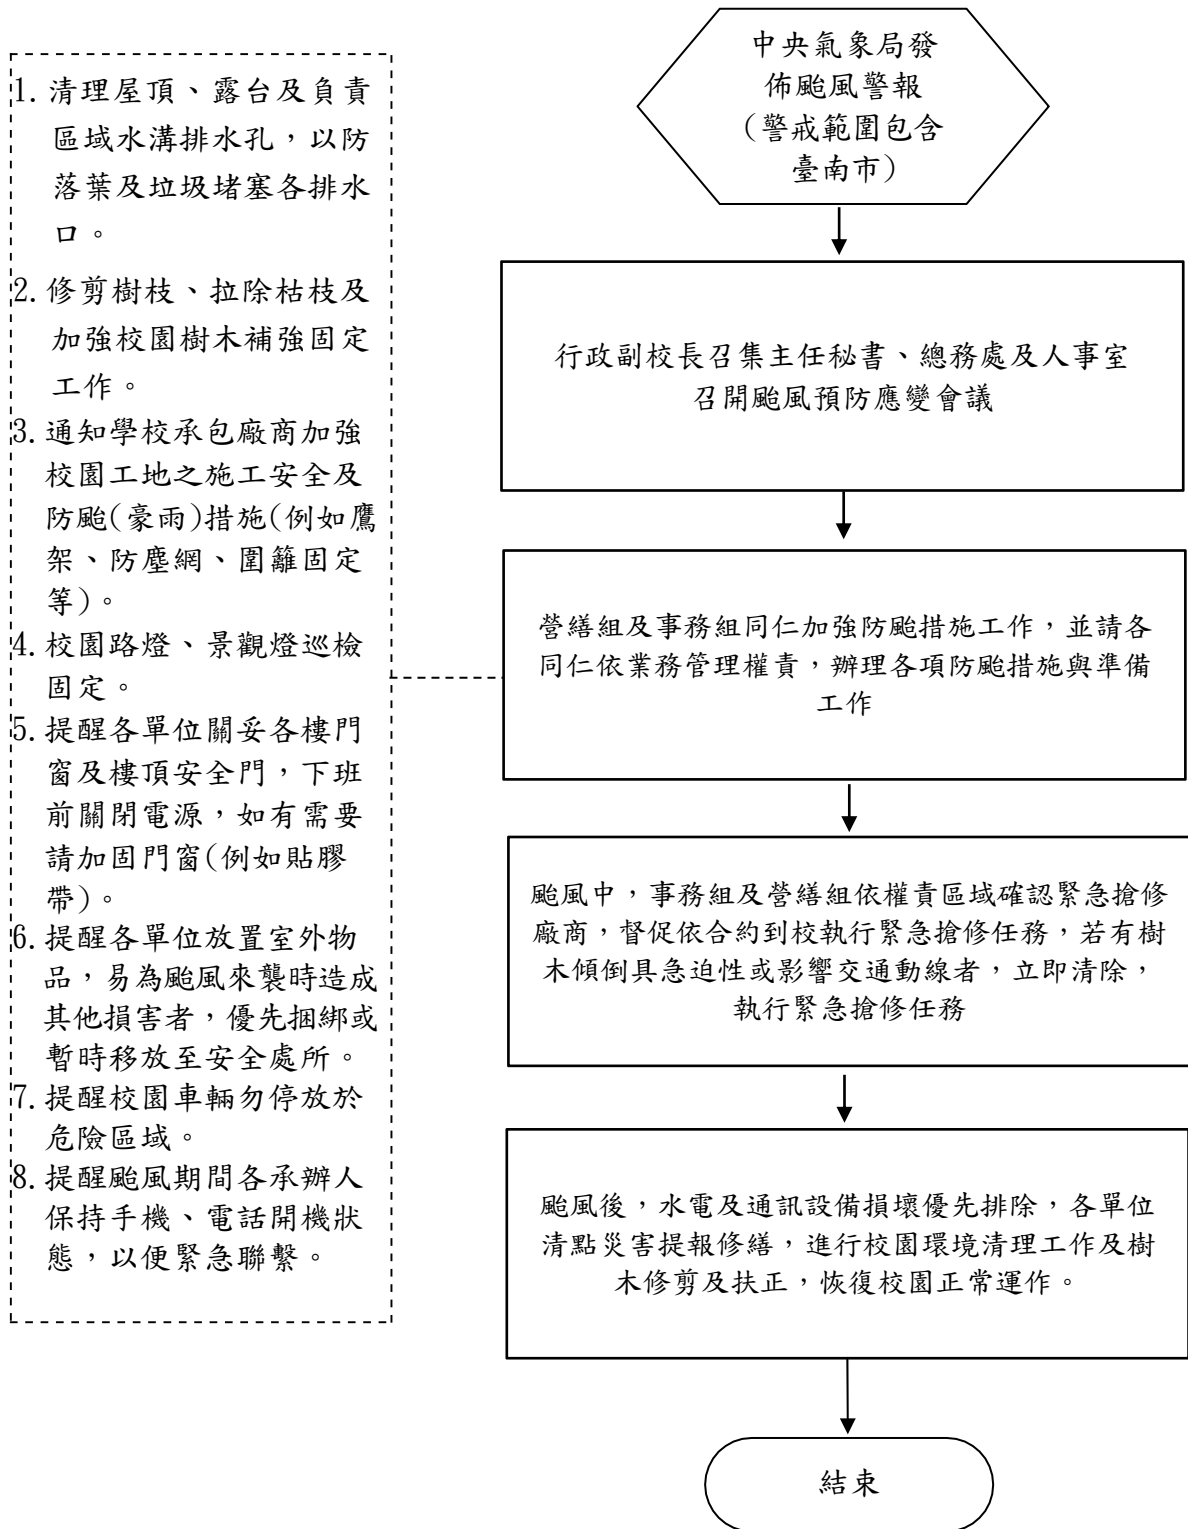 1. 清理屋頂、露台及負責
區域水溝排水孔，以防
落葉及垃圾堵塞各排水
口。
2. 修剪樹枝、拉除枯枝及
加強校園樹木補強固定
工作。
3. 通知學校承包廠商加強
校園工地之施工安全及
防颱(豪雨)措施(例如鷹
架、防塵網、圍籬固定
等)。
4. 校園路燈、景觀燈巡檢
固定。
5. 提醒各單位關妥各樓門
窗及樓頂安全門，下班
前關閉電源，如有需要
請加固門窗(例如貼膠
帶)。
6. 提醒各單位放置室外物
品，易為颱風來襲時造成
其他損害者，優先捆綁或
暫時移放至安全處所。
7. 提醒校園車輛勿停放於
危險區域。
8. 提醒颱風期間各承辦人
保持手機、電話開機狀
態，以便緊急聯繫。
中央氣象局發
佈颱風警報
(警戒範圍包含
臺南市)
行政副校長召集主任秘書、總務處及人事室
召開颱風預防應變會議
營繕組及事務組同仁加強防颱措施工作，並請各
同仁依業務管理權責，辦理各項防颱措施與準備
工作
颱風中，事務組及營繕組依權責區域確認緊急搶修
廠商，督促依合約到校執行緊急搶修任務，若有樹
木傾倒具急迫性或影響交通動線者，立即清除，
執行緊急搶修任務
颱風後，水電及通訊設備損壞優先排除，各單位
清點災害提報修繕，進行校園環境清理工作及樹
木修剪及扶正，恢復校園正常運作。
結束